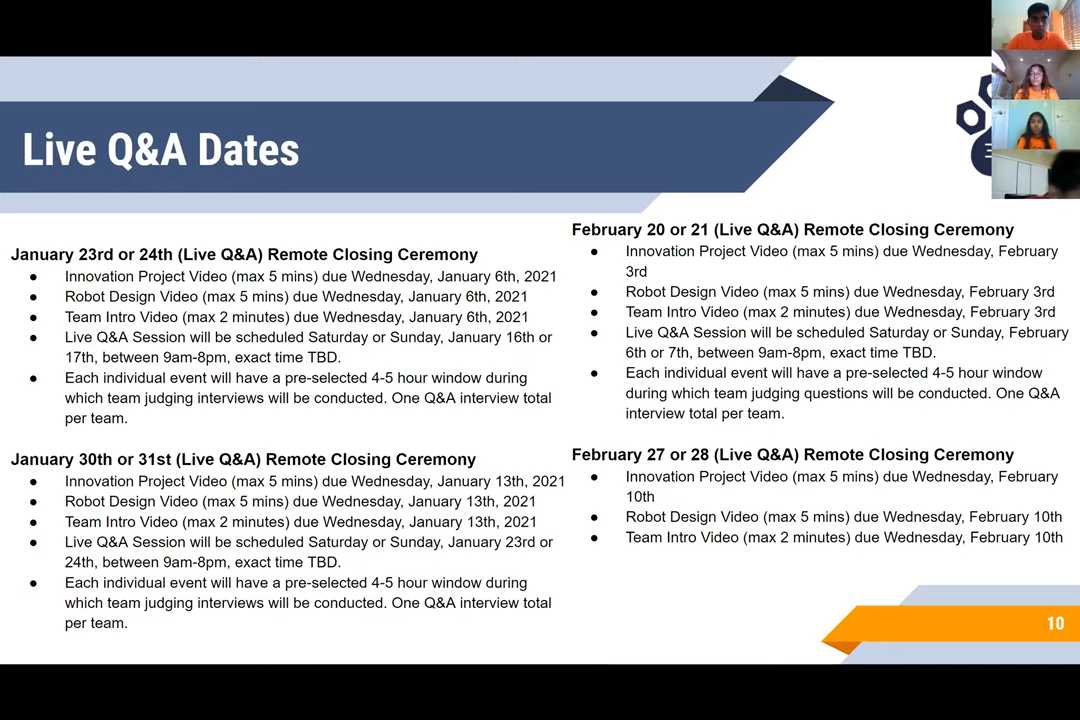 Live Q&A Dates
January 23rd or 24th (Live Q&A) Remote Closing Ceremony
● Innovation Project Video (max 5 mins) due Wednesday, January 6th, 2021
● Robot Design Video (max 5 mins) due Wednesday, January 6th, 2021
● Team Intro Video (max 2 minutes) due Wednesday, January 6th, 2021
● Live Q&A Session will be scheduled Saturday or Sunday, January 16th or
17th, between 9am-8pm, exact time TBD.
● Each individual event will have a pre-selected 4-5 hour window during
which team judging interviews will be conducted. One Q&A interview total
per team.
January 30th or 31st (Live Q&A) Remote Closing Ceremony
● Innovation Project Video (max 5 mins) due Wednesday, January 13th, 2021
● Robot Design Video (max 5 mins) due Wednesday, January 13th, 2021
● Team Intro Video (max 2 minutes) due Wednesday, January 13th, 2021
● Live Q&A Session will be scheduled Saturday or Sunday, January 23rd or
24th, between 9am-8pm, exact time TBD.
● Each individual event will have a pre-selected 4-5 hour window during
which team judging interviews will be conducted. One Q&A interview total
per team.
February 20 or 21 (Live Q&A) Remote Closing Ceremony
● Innovation Project Video (max 5 mins) due Wednesday, February
3rd
● Robot Design Video (max 5 mins) due Wednesday, February 3rd
● Team Intro Video (max 2 minutes) due Wednesday, February 3rd
● Live Q&A Session will be scheduled Saturday or Sunday, February
6th or 7th, between 9am-8pm, exact time TBD.
● Each individual event will have a pre-selected 4-5 hour window
during which team judging questions will be conducted. One Q&A
interview total per team.
February 27 or 28 (Live Q&A) Remote Closing Ceremony
● Innovation Project Video (max 5 mins) due Wednesday, February
10th
● Robot Design Video (max 5 mins) due Wednesday, February 10th
● Team Intro Video (max 2 minutes) due Wednesday, February 10th
10